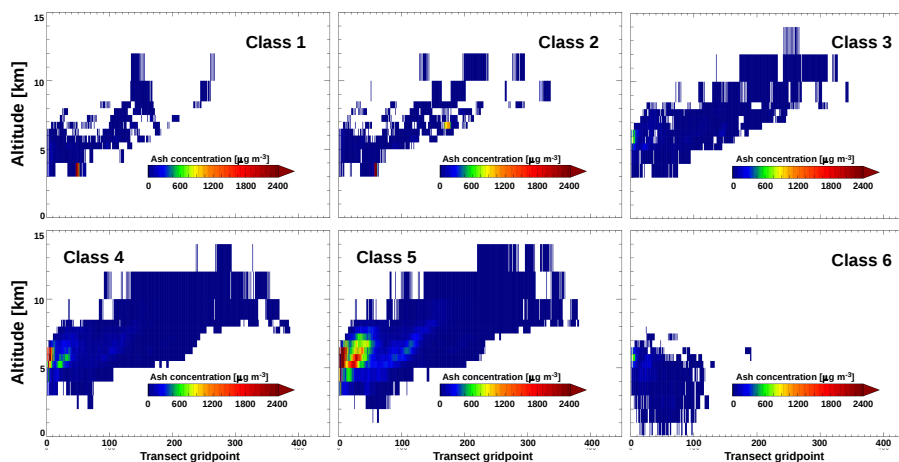 15
Class 1
Class 2
Class 3
Altitude [km]
10
5
0
Ash concentration [µg m-3]
0 600 1200 1800 2400
Ash concentration [µg m-3]
0 600 1200 1800 2400
Ash concentration [µg m-3]
0 600 1200 1800 2400
15
Class 4
Class 5
Class 6
Altitude [km]
10
5
0
Ash concentration [µg m-3]
0 600 1200 1800 2400
Ash concentration [µg m-3]
0 600 1200 1800 2400
Ash concentration [µg m-3]
0 600 1200 1800 2400
0 100 200 300 400
0 100 200 300 400
0 100 200 300 400
Transect gridpoint
Transect gridpoint
Transect gridpoint